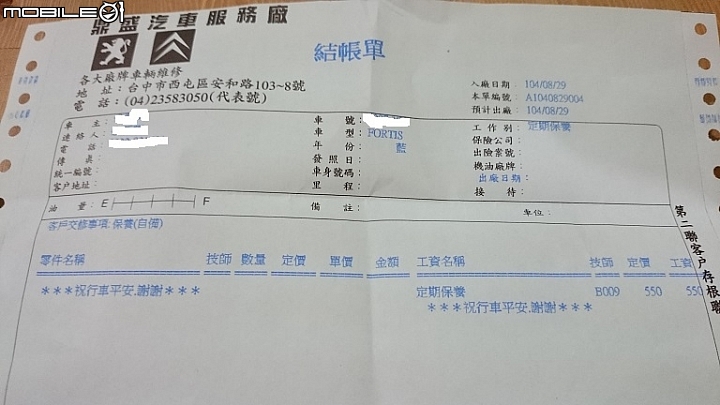 MOBILE01
鼎盛汽車服務廠
結帳單
各大廠牌車輛維修
地 址：台中市西屯區安和路103~8號
電 話：(04)23583050(代表號)
入廠日期： 104/08/29
本單編號： A1040829004
預計出廠： 104/08/29
車 主：
連絡人：
電 話：
傳 真：
統一編號：
客戶地址：
車 號：
車 型：FORTIS
年 份： 藍
發照日：
車身號碼：
里 程：
工作別：定期保養
保險公司：
出險案號：
機油廠牌：
出廠日期：
接 待：
油 量： E F
備 註：
車位：
客戶交修事項：保養(自備)
零件名稱 技師 數量 定價 單價 金額 工資名稱 技師 定價 工資
＊＊＊祝行車平安,謝謝＊＊＊
定期保養 B009 550 550
＊＊＊祝行車平安,謝謝＊＊＊
第二聯客戶存根聯